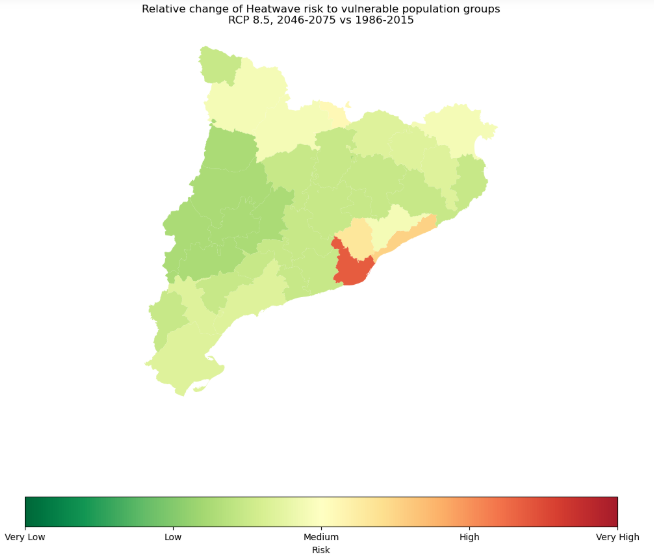 Relative change of Heatwave risk to vulnerable population groups
RCP 8.5, 2046-2075 vs 1986-2015
Very Low Low Medium High Very High
Risk